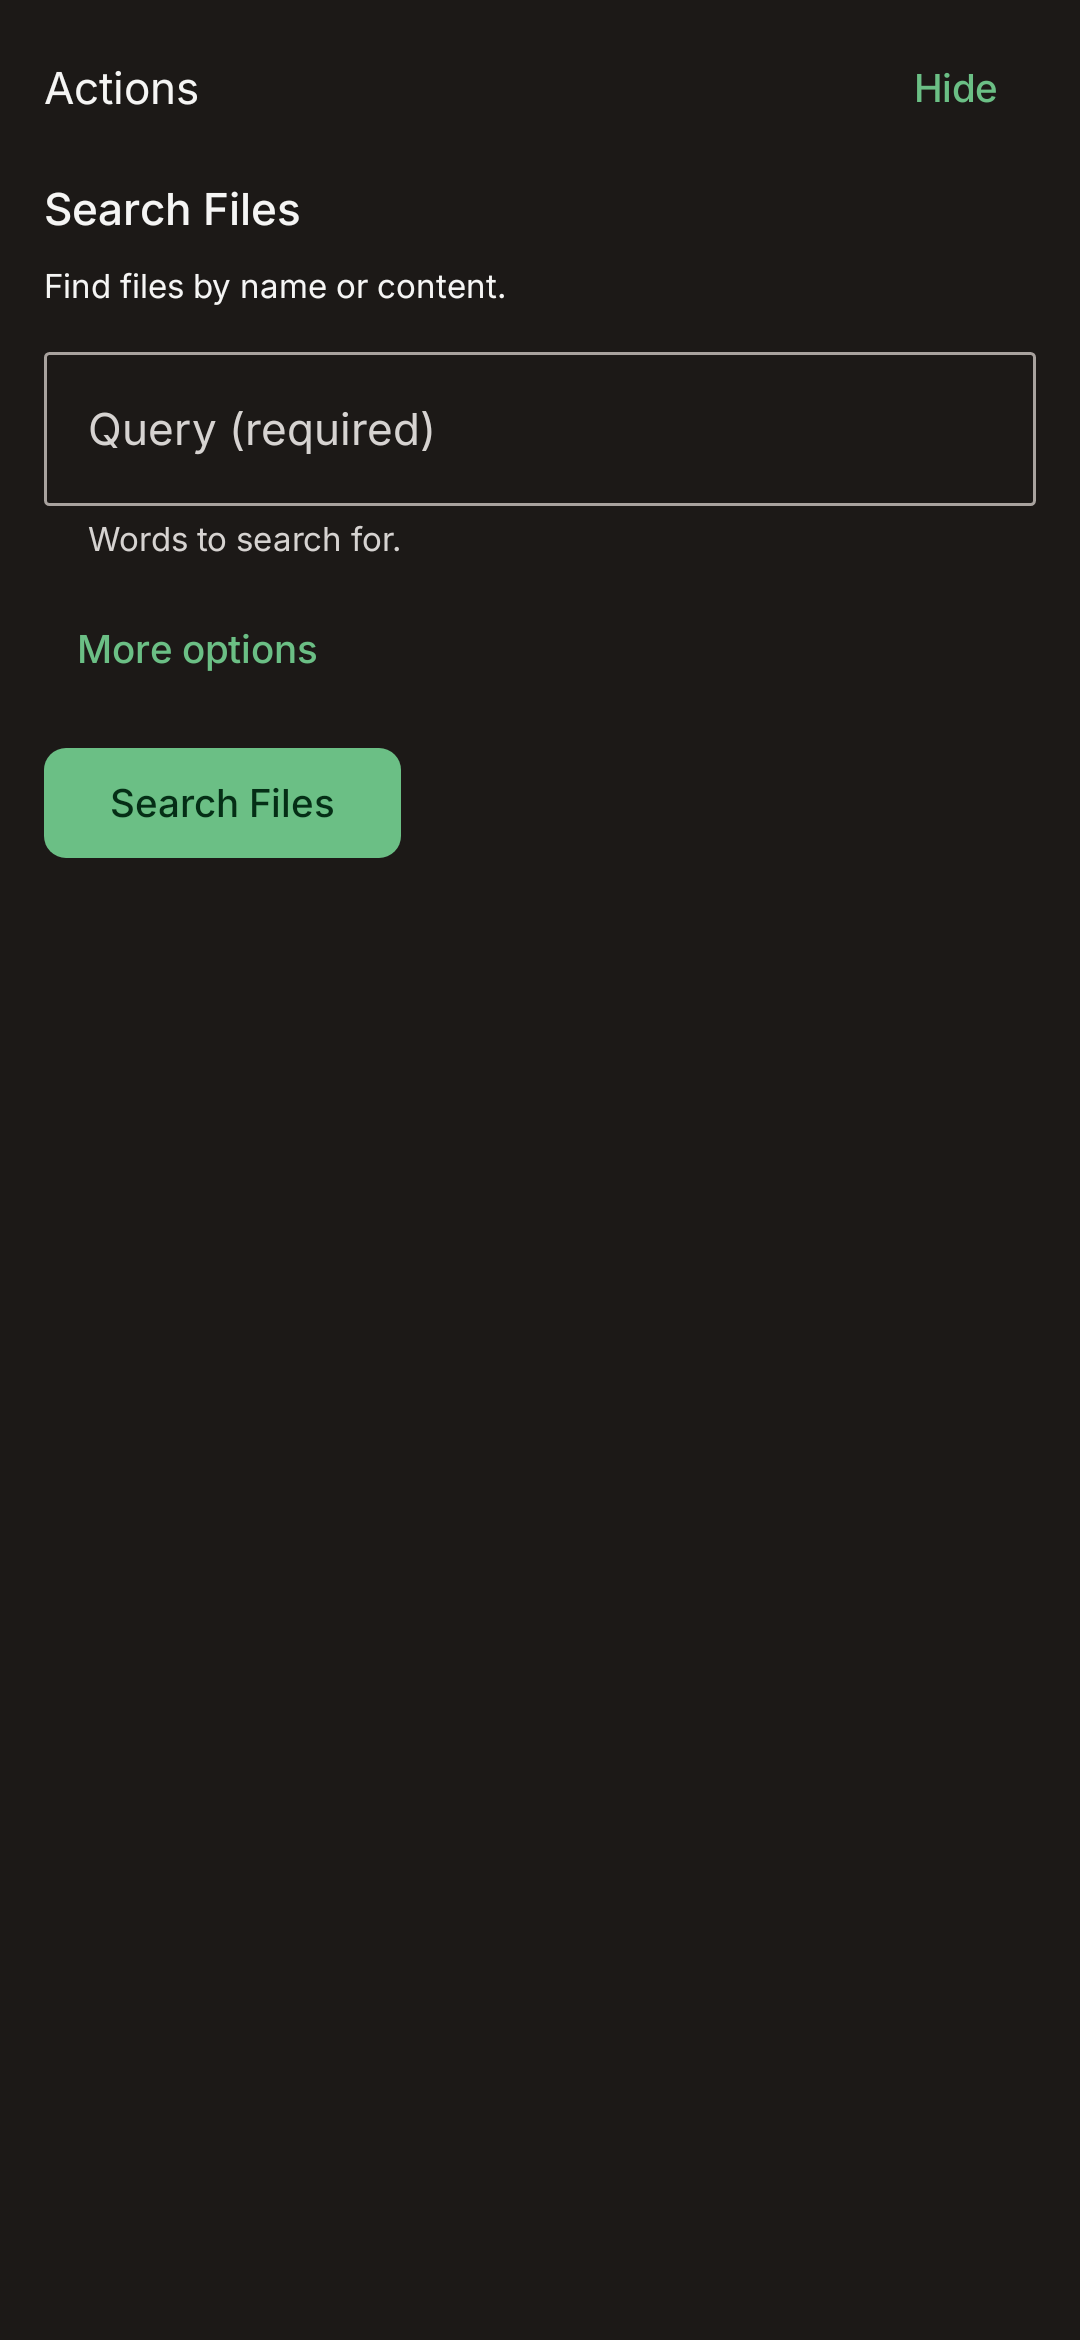 Actions
Hide
Search Files
Find files by name or content.
Query (required)
Words to search for.
More options
Search Files